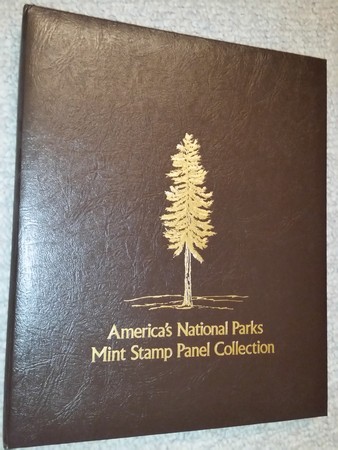 America's National Parks
Mint Stamp Panel Collection